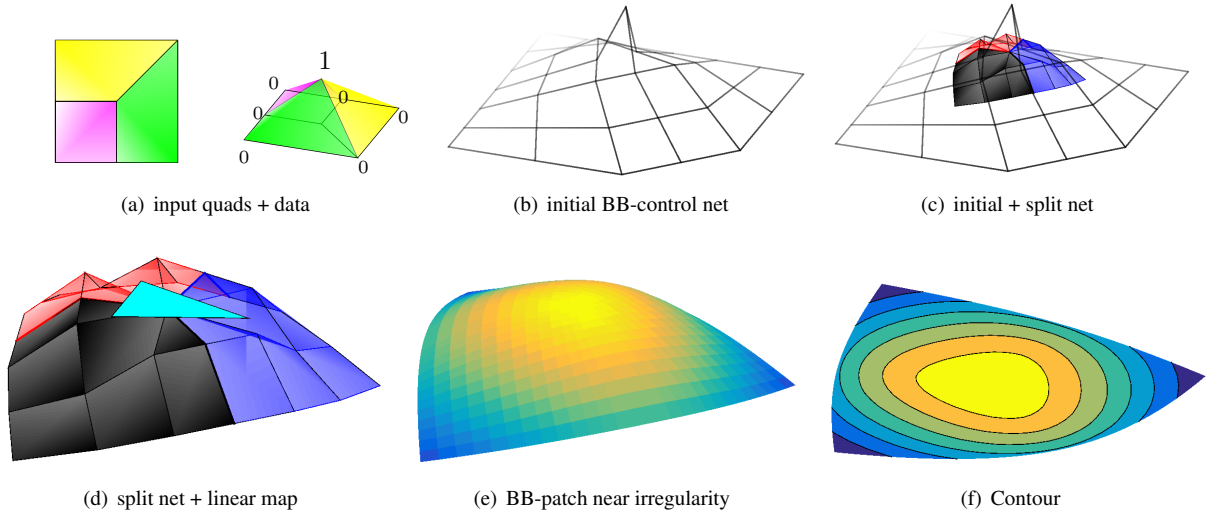 1
0
0
0
0
0
0
(a) input quads + data
(b) initial BB-control net
(c) initial + split net
(d) split net + linear map
(e) BB-patch near irregularity
(f) Contour